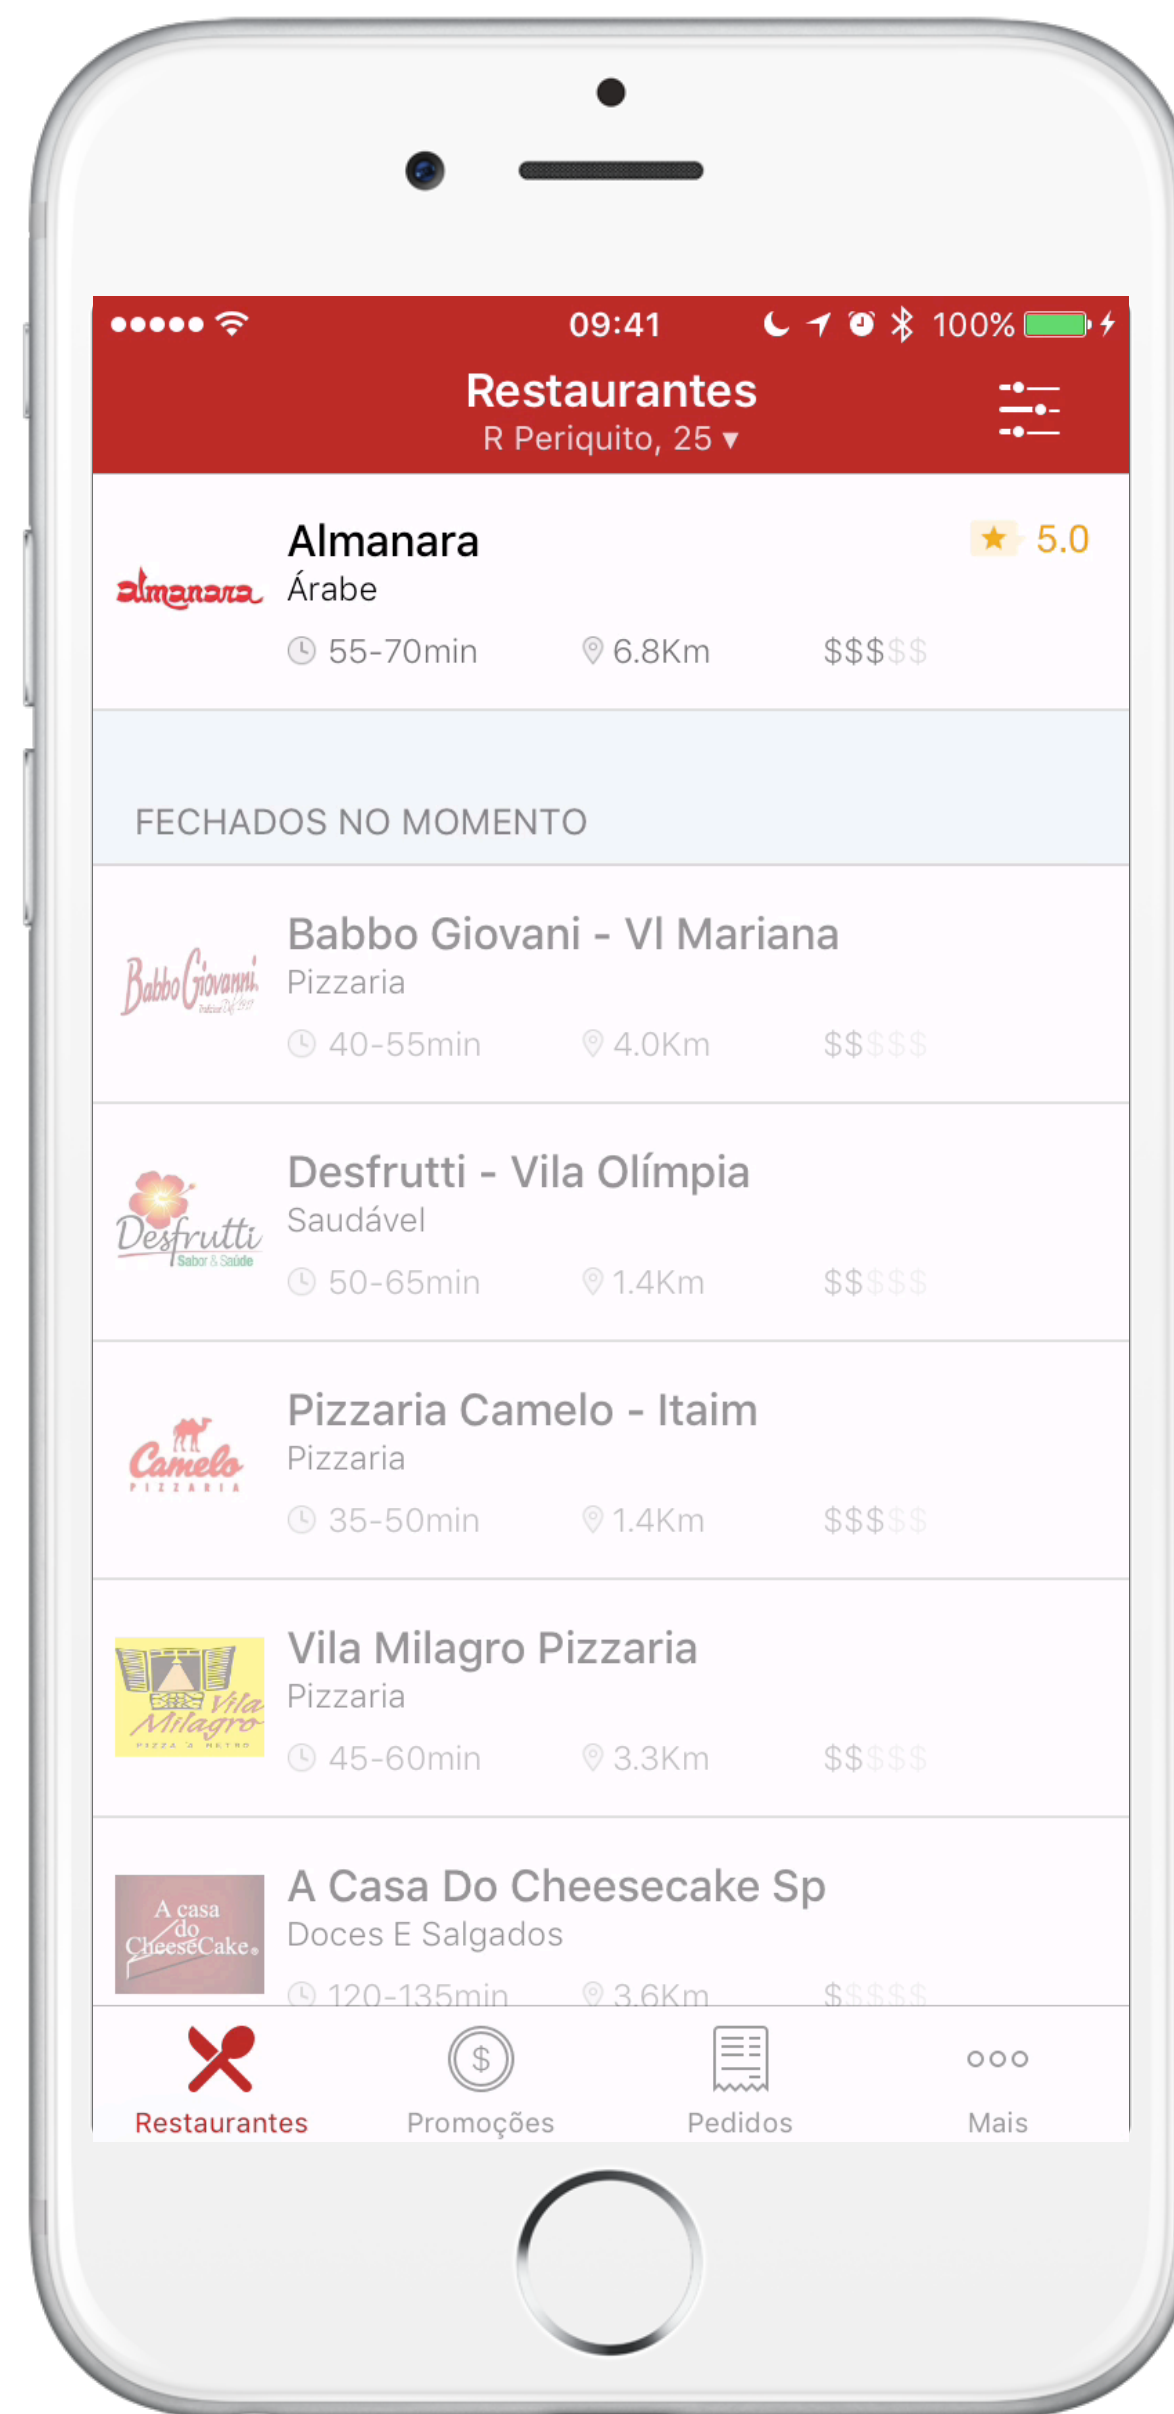 09:41 100%
Restaurantes
R Periquito, 25 ▾
almanara
Almanara
5.0
Árabe
55-70min 6.8Km $$$$$
FECHADOS NO MOMENTO
Babbo Giovanni
Babbo Giovani - Vl Mariana
Pizzaria
40-55min 4.0Km $$$$$
Desfrutti
Sabor & Saúde
Desfrutti - Vila Olímpia
Saudável
50-65min 1.4Km $$$$$
Camelo
PIZZARIA
Pizzaria Camelo - Itaim
Pizzaria
35-50min 1.4Km $$$$$
Vila
Milagro
PIZZA A METRO
Vila Milagro Pizzaria
Pizzaria
45-60min 3.3Km $$$$$
A casa
do
CheeseCake®
A Casa Do Cheesecake Sp
Doces E Salgados
120-135min 3.6Km $$$$$
$
Restaurantes Promoções Pedidos Mais